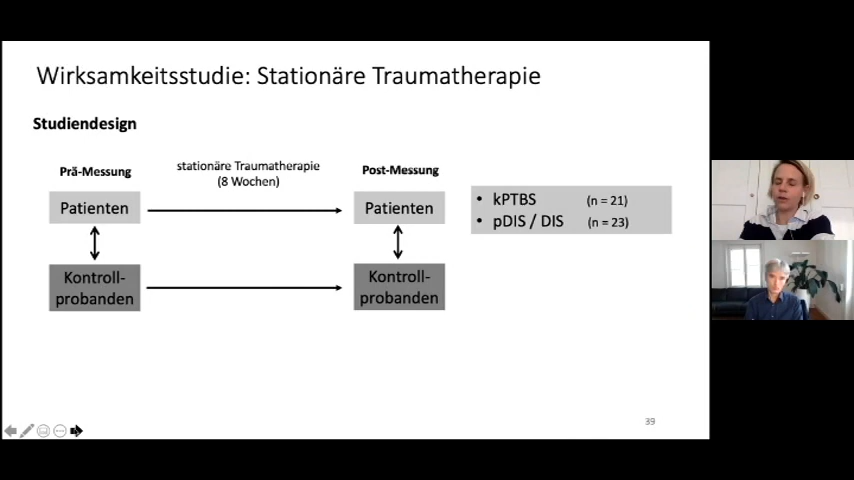 Wirksamkeitsstudie: Stationäre Traumatherapie
Studiendesign
Prä-Messung
stationäre Traumatherapie
(8 Wochen)
Post-Messung
Patienten
Patienten
• kPTBS (n = 21)
• pDIS / DIS (n = 23)
Kontroll-
probanden
Kontroll-
probanden
39